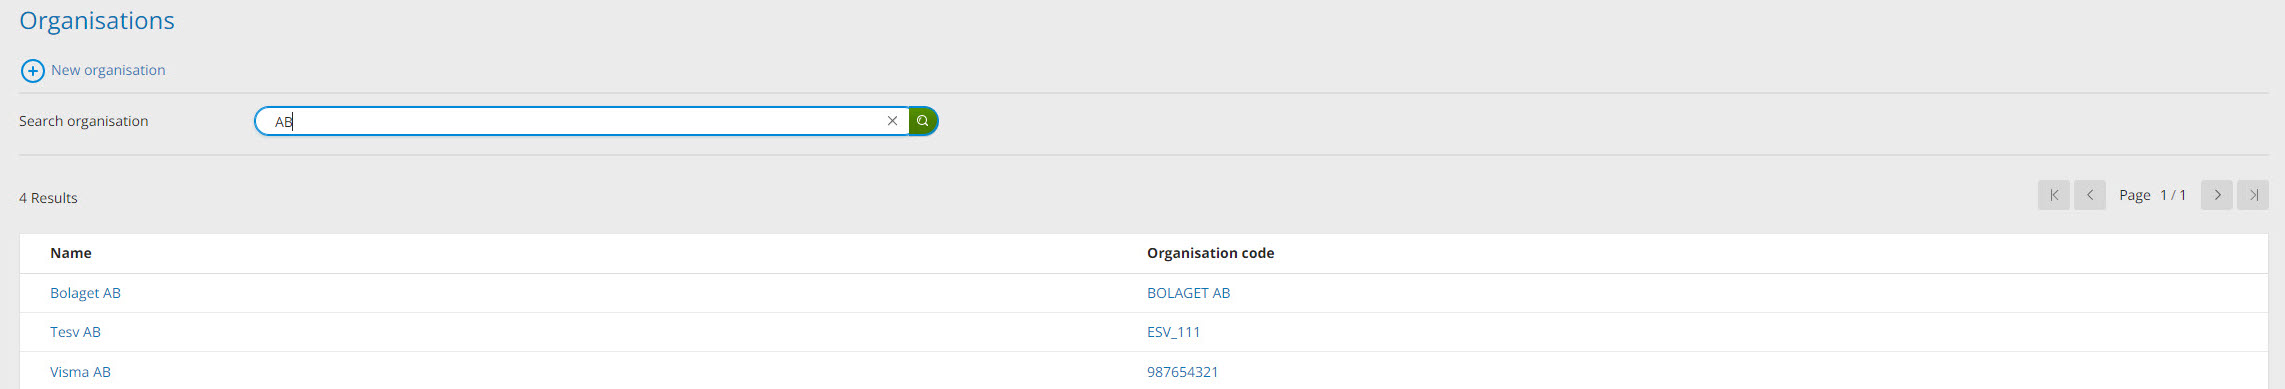 Organisations
New organisation
Search organisation AB
4 Results Page 1 / 1
Name Organisation code
Bolaget AB BOLAGET AB
Tesv AB ESV_111
Visma AB 987654321